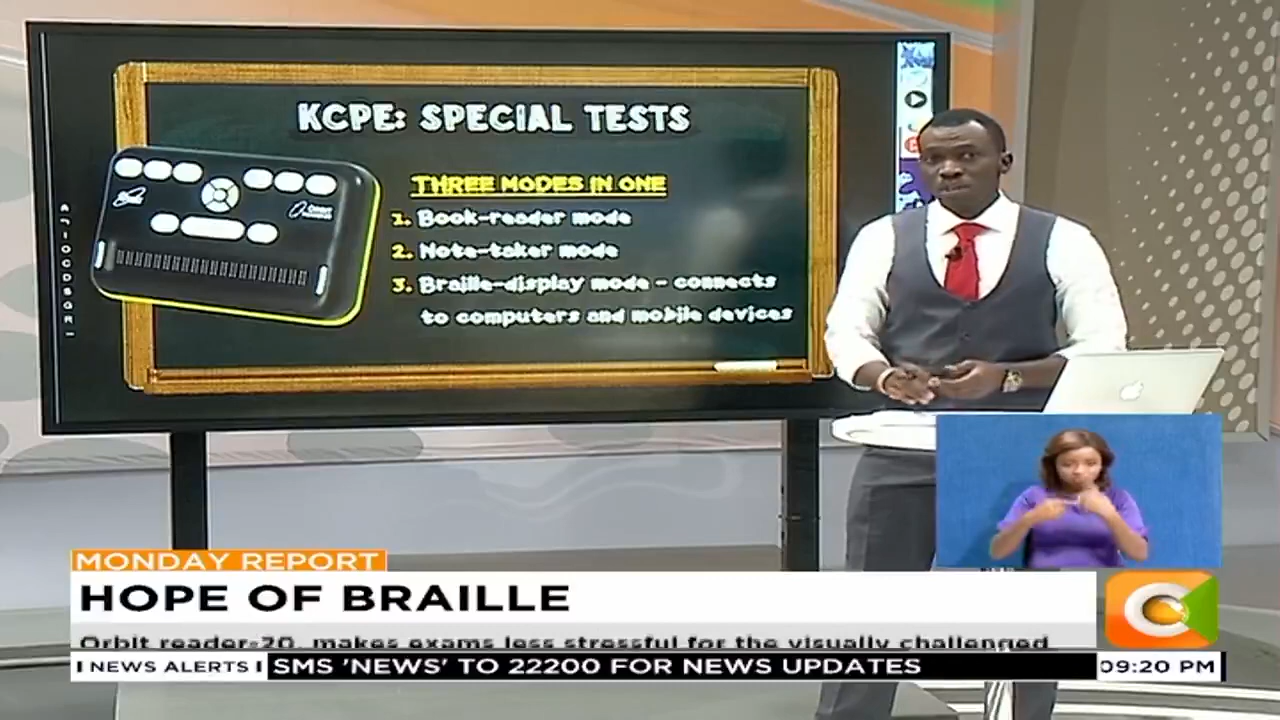 KCPE: SPECIAL TESTS
THREE MODES IN ONE
1. Book-reader mode
2. Note-taker mode
3. Braille-display mode - connects
to computers and mobile devices
MONDAY REPORT
HOPE OF BRAILLE
Orbit reader-20, makes exams less stressful for the visually challenged
NEWS ALERTS
SMS 'NEWS' TO 22200 FOR NEWS UPDATES
09:20 PM